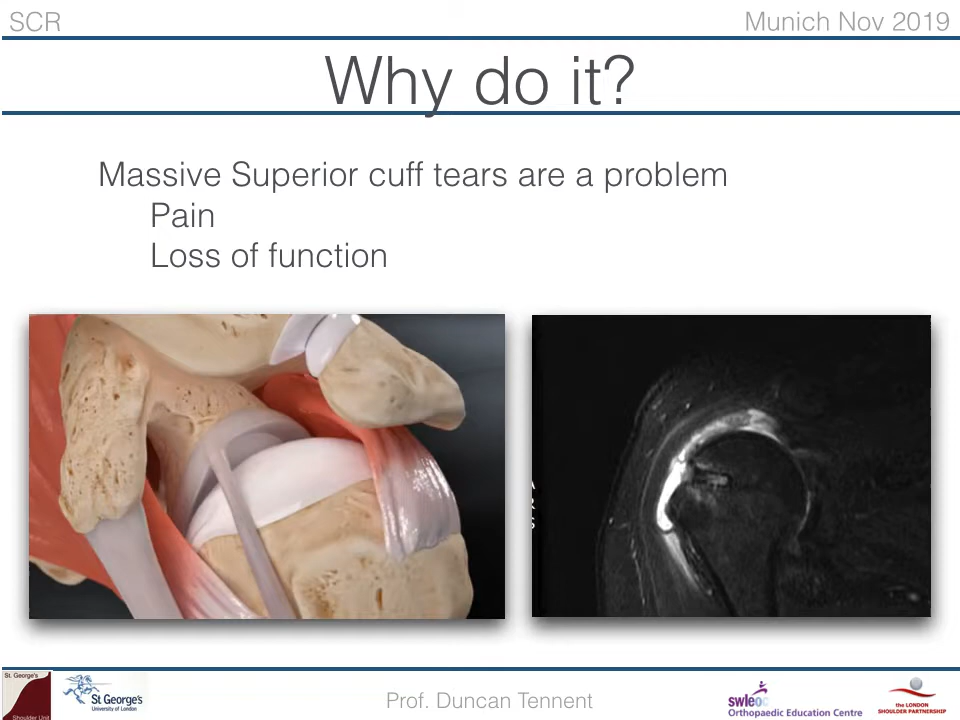 SCR
Munich Nov 2019
Why do it?
Massive Superior cuff tears are a problem
Pain
Loss of function
St. George's
Shoulder Unit
St George's
University of London
Prof. Duncan Tennent
swleoc
Orthopaedic Education Centre
the LONDON
SHOULDER PARTNERSHIP